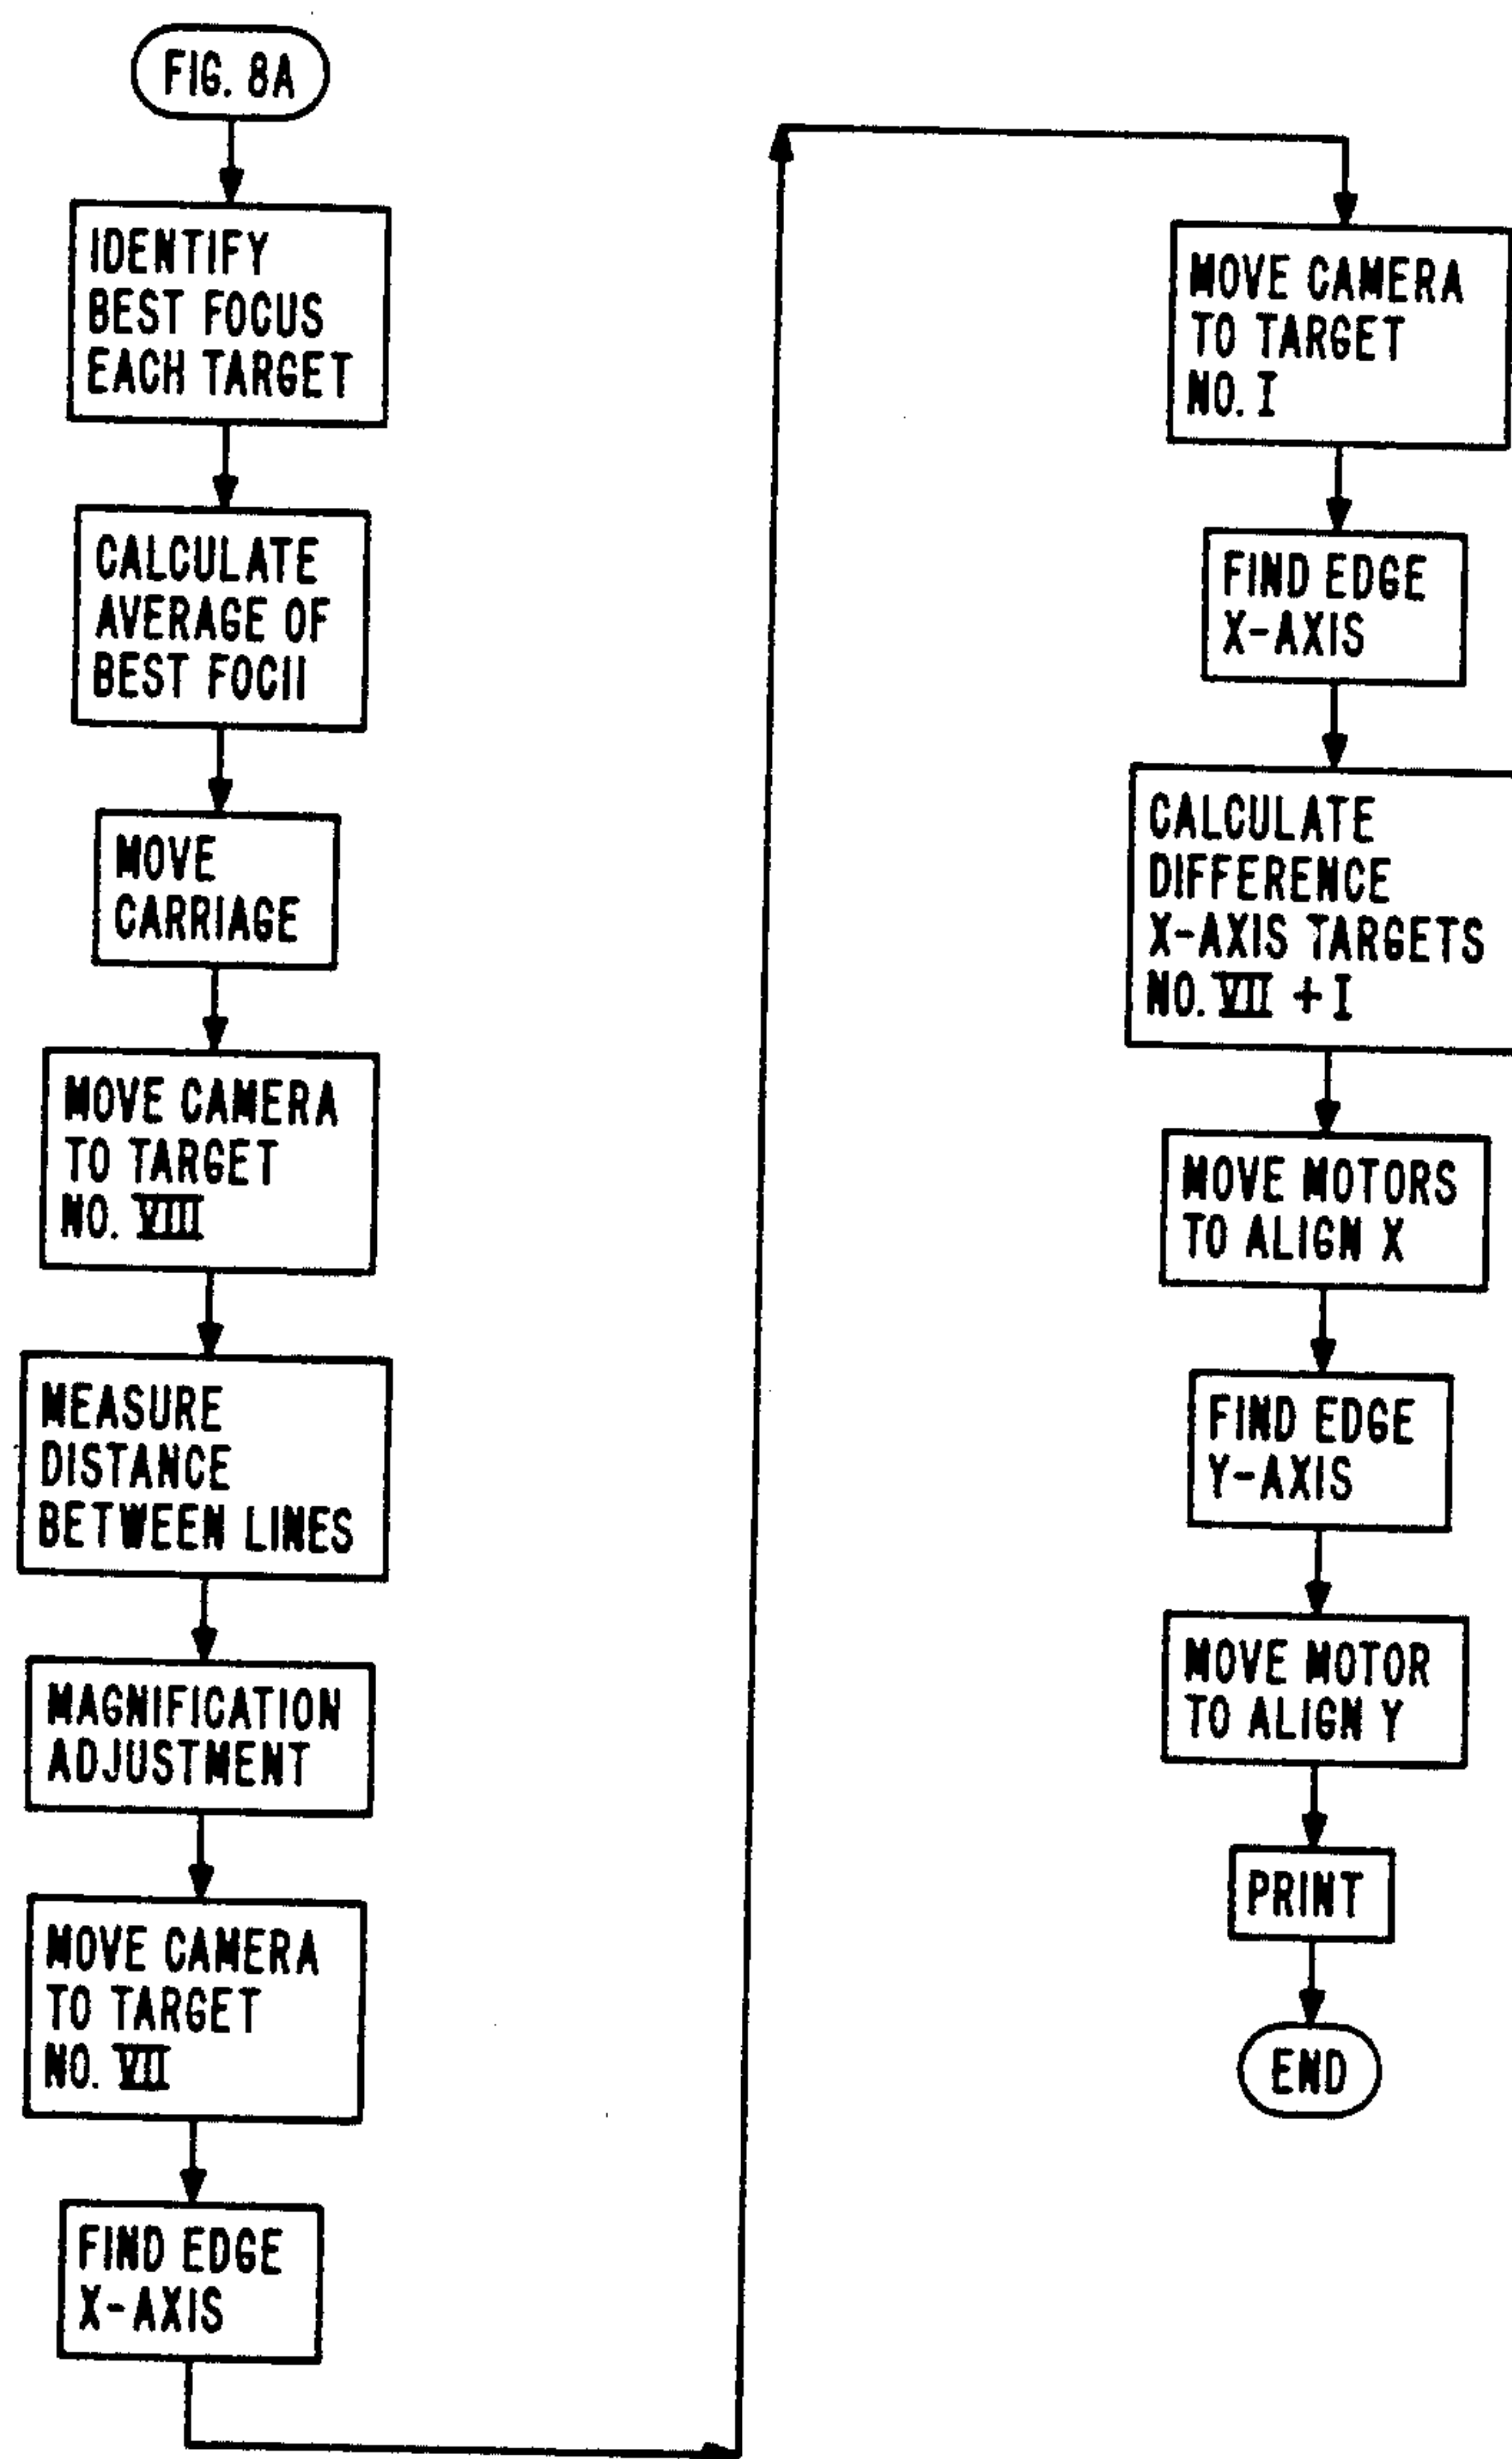 FIG. 8A
IDENTIFY
BEST FOCUS
EACH TARGET
CALCULATE
AVERAGE OF
BEST FOCII
MOVE
CARRIAGE
MOVE CAMERA
TO TARGET
NO. VIII
MEASURE
DISTANCE
BETWEEN LINES
MAGNIFICATION
ADJUSTMENT
MOVE CAMERA
TO TARGET
NO. VII
FIND EDGE
X-AXIS
MOVE CAMERA
TO TARGET
NO. I
FIND EDGE
X-AXIS
CALCULATE
DIFFERENCE
X-AXIS TARGETS
NO. VII + I
MOVE MOTORS
TO ALIGN X
FIND EDGE
Y-AXIS
MOVE MOTOR
TO ALIGN Y
PRINT
END